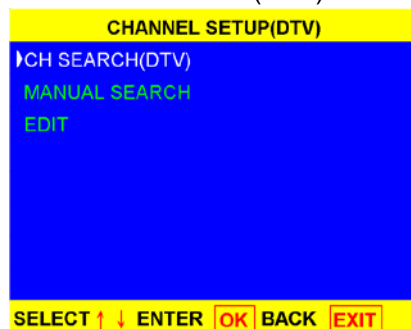 CHANNEL SETUP(DTV)
CH SEARCH(DTV)
MANUAL SEARCH
EDIT
SELECT ↑ ↓ ENTER OK BACK EXIT